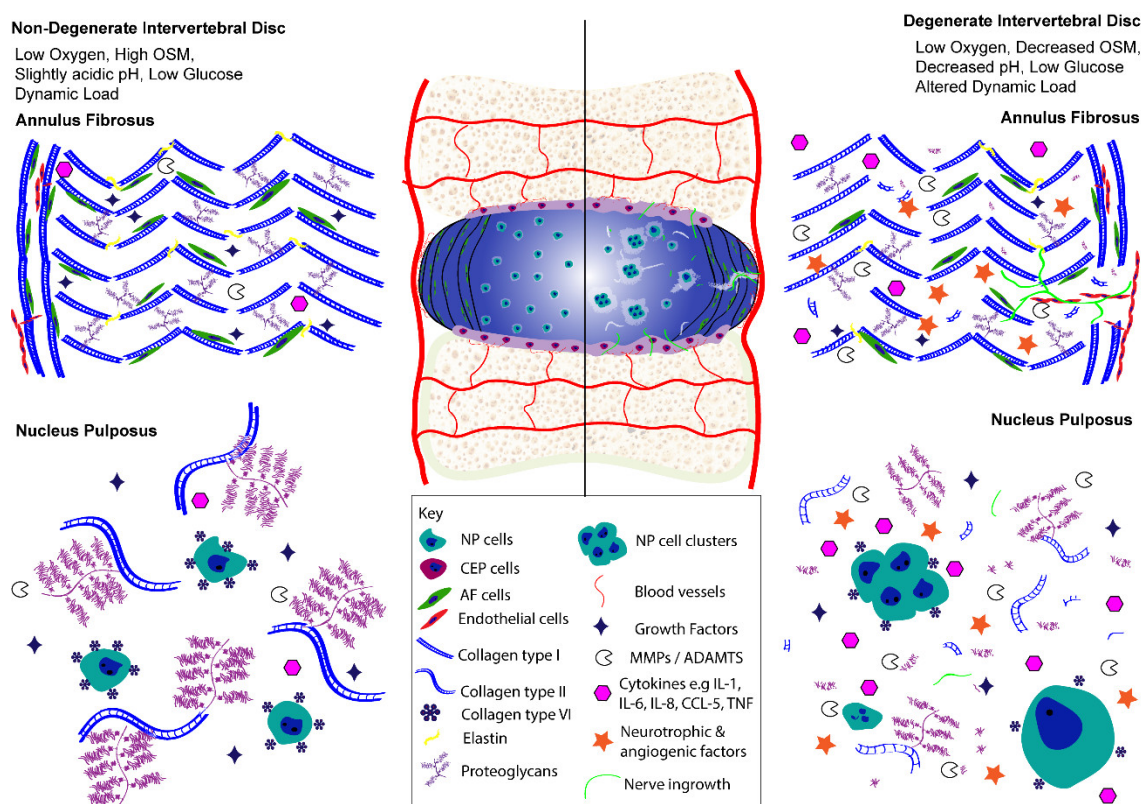 Non-Degenerate Intervertebral Disc
Low Oxygen, High OSM,
Slightly acidic pH, Low Glucose
Dynamic Load
Annulus Fibrosus
Nucleus Pulposus
Degenerate Intervertebral Disc
Low Oxygen, Decreased OSM,
Decreased pH, Low Glucose
Altered Dynamic Load
Annulus Fibrosus
Nucleus Pulposus
Key
NP cells
CEP cells
AF cells
Endothelial cells
Collagen type I
Collagen type II
Collagen type VI
Elastin
Proteoglycans
NP cell clusters
Blood vessels
Growth Factors
MMPs / ADAMTS
Cytokines e.g IL-1,
IL-6, IL-8, CCL-5, TNF
Neurotrophic &
angiogenic factors
Nerve ingrowth